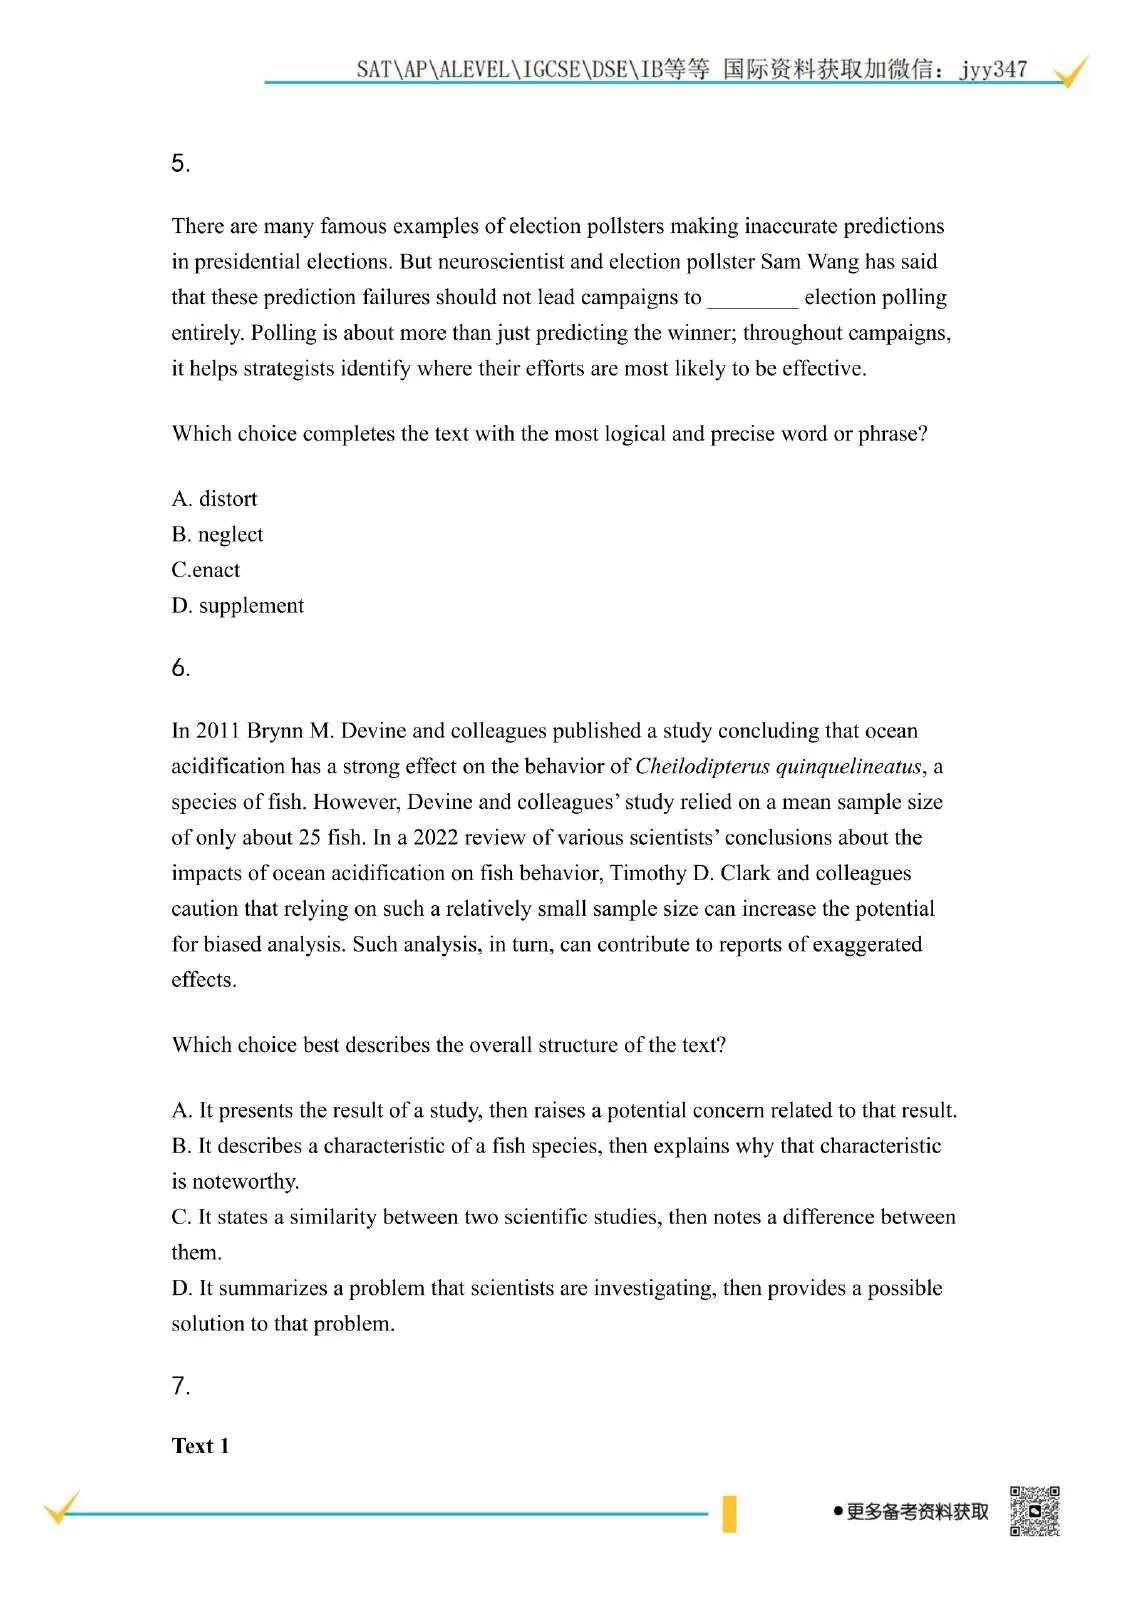 SAT\AP\ALEVEL\IGCSE\DSE\IB等等 国际资料获取加微信：jyy347
5.
There are many famous examples of election pollsters making inaccurate predictions
in presidential elections. But neuroscientist and election pollster Sam Wang has said
that these prediction failures should not lead campaigns to ________ election polling
entirely. Polling is about more than just predicting the winner; throughout campaigns,
it helps strategists identify where their efforts are most likely to be effective.
Which choice completes the text with the most logical and precise word or phrase?
A. distort
B. neglect
C.enact
D. supplement
6.
In 2011 Brynn M. Devine and colleagues published a study concluding that ocean
acidification has a strong effect on the behavior of Cheilodipterus quinquelineatus, a
species of fish. However, Devine and colleagues’ study relied on a mean sample size
of only about 25 fish. In a 2022 review of various scientists’ conclusions about the
impacts of ocean acidification on fish behavior, Timothy D. Clark and colleagues
caution that relying on such a relatively small sample size can increase the potential
for biased analysis. Such analysis, in turn, can contribute to reports of exaggerated
effects.
Which choice best describes the overall structure of the text?
A. It presents the result of a study, then raises a potential concern related to that result.
B. It describes a characteristic of a fish species, then explains why that characteristic
is noteworthy.
C. It states a similarity between two scientific studies, then notes a difference between
them.
D. It summarizes a problem that scientists are investigating, then provides a possible
solution to that problem.
7.
Text 1
●更多备考资料获取